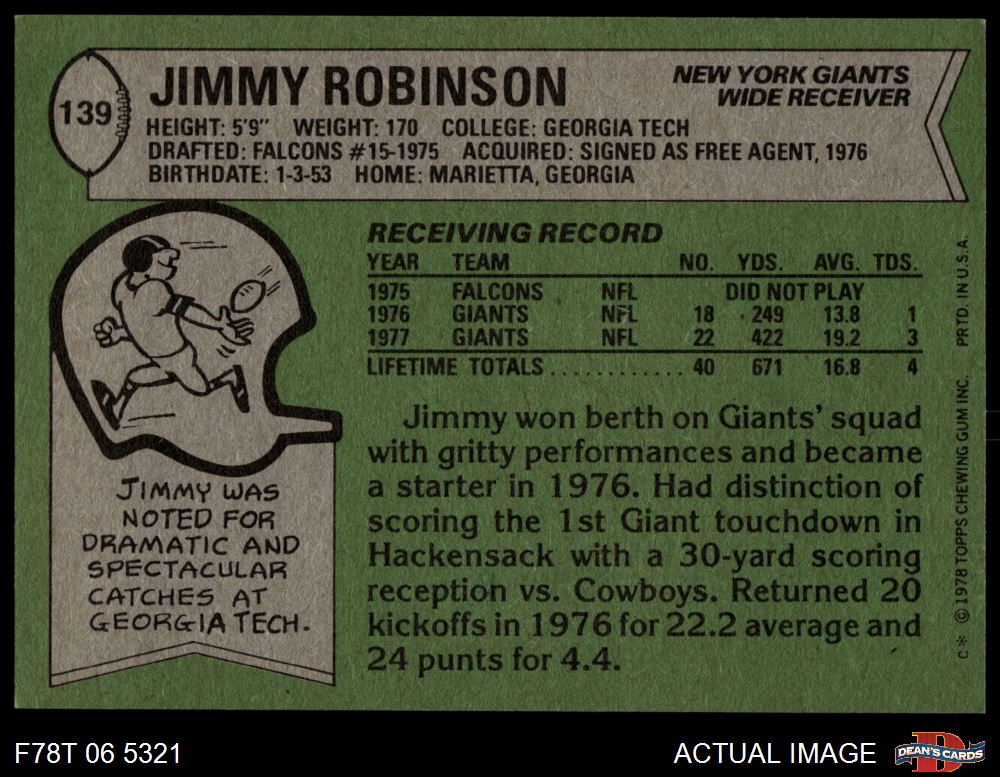 139
JIMMY ROBINSON
NEW YORK GIANTS
WIDE RECEIVER
HEIGHT: 5'9" WEIGHT: 170 COLLEGE: GEORGIA TECH
DRAFTED: FALCONS #15-1975 ACQUIRED: SIGNED AS FREE AGENT, 1976
BIRTHDATE: 1-3-53 HOME: MARIETTA, GEORGIA
RECEIVING RECORD
YEAR TEAM NO. YDS. AVG. TDS.
1975 FALCONS NFL DID NOT PLAY
1976 GIANTS NFL 18 249 13.8 1
1977 GIANTS NFL 22 422 19.2 3
LIFETIME TOTALS............ 40 671 16.8 4
Jimmy won berth on Giants' squad
with gritty performances and became
a starter in 1976. Had distinction of
scoring the 1st Giant touchdown in
Hackensack with a 30-yard scoring
reception vs. Cowboys. Returned 20
kickoffs in 1976 for 22.2 average and
24 punts for 4.4.
JIMMY WAS
NOTED FOR
DRAMATIC AND
SPECTACULAR
CATCHES AT
GEORGIA TECH.
C * © 1978 TOPPS CHEWING GUM INC. PRTD. IN U.S.A.
F78T 06 5321
ACTUAL IMAGE
D
DEAN'S CARDS